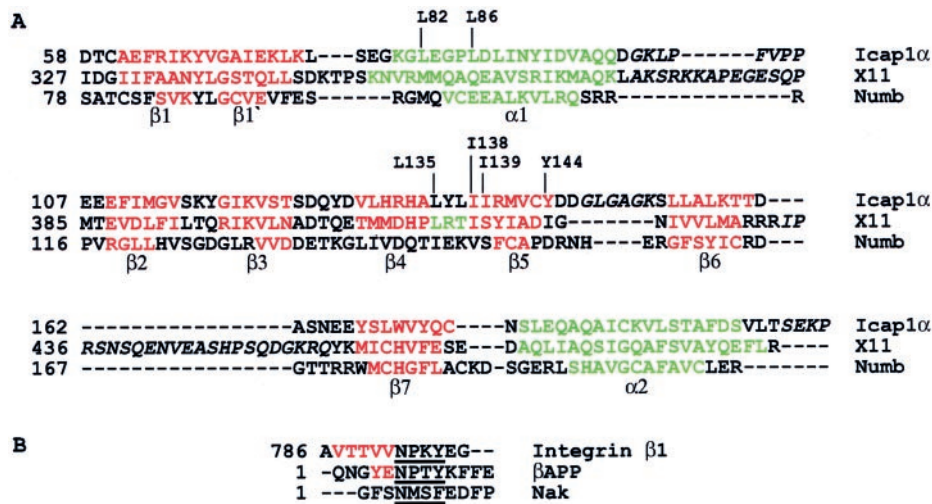 A
L82 L86
58 DTCAEFRIKYVGAIEKLKL---SEGKGLEGPLDLINYIDVAQQDGKLP-----FVPP Icap1α
327 IDGIIFAANYLGSTQLLSDKTPSKNVRMMQAQEAVSRIKMAQKLAKSRKKAPEGESQP X11
78 SATCSFSVKYLGCVEVFES-----RGMQVCEEALKVLRQSRR--------------R Numb
β1 β1` α1
I138
L135 I139 Y144
107 EEEFIMGVSKYGIKVSTSDQYDVLHRHALYLIIRMVCYDDGLGAGKSLLALKTTD--- Icap1α
385 MTEVDLFILTQRIKVLNADTQETMMDHPLRTISYIADIG------NIVVLMARRRIP X11
116 PVRGLLHVSGDGLRVVDDETKGLIVDQTIEKVSFCAPDRNH----ERGFSYICRD--- Numb
β2 β3 β4 β5 β6
162 -----------------ASNEEYSLWVYQC----NSLEQAQAICKVLSTAFDSVLTSEKP Icap1α
436 RSNSQENVEASHPSQDGKRQYKMICHVFESE--DAQLIAQSIGQAFSVAYQEFLR---- X11
167 -----------------GTTRRWMCHGFLACKD-SGERLSHAVGCAFAVCLER------ Numb
β7 α2
B
786 AVTTVVNPKYEG-- Integrin β1
1 -QNGYENPTYKFFE βAPP
1 ---GFSNMSFEDFP Nak